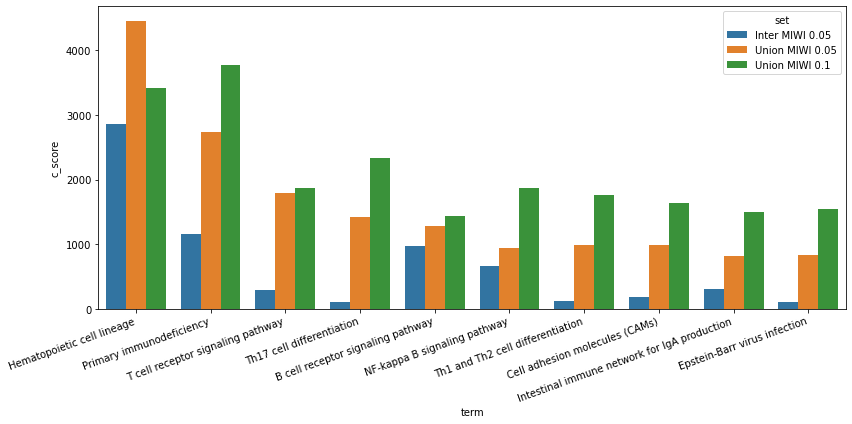 set
Inter MIWI 0.05
Union MIWI 0.05
Union MIWI 0.1
c_score
4000
3000
2000
1000
0
Hematopoietic cell lineage
Primary immunodeficiency
T cell receptor signaling pathway
Th17 cell differentiation
B cell receptor signaling pathway
NF-kappa B signaling pathway
Th1 and Th2 cell differentiation
Cell adhesion molecules (CAMs)
Intestinal immune network for IgA production
Epstein-Barr virus infection
term